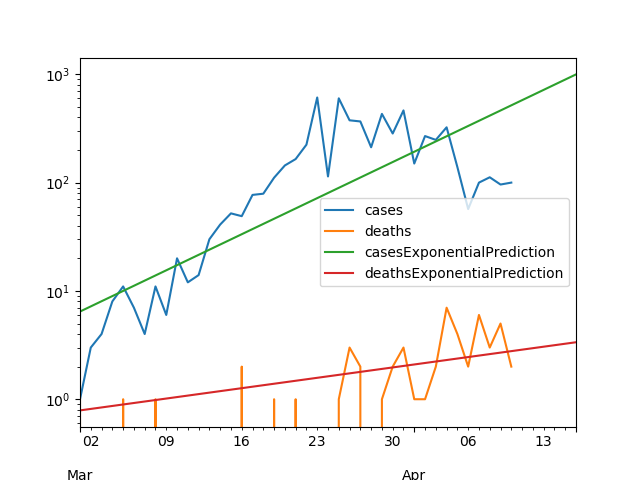 10³
10²
10¹
10⁰
cases
deaths
casesExponentialPrediction
deathsExponentialPrediction
02 09 16 23 30 06 13
Mar Apr